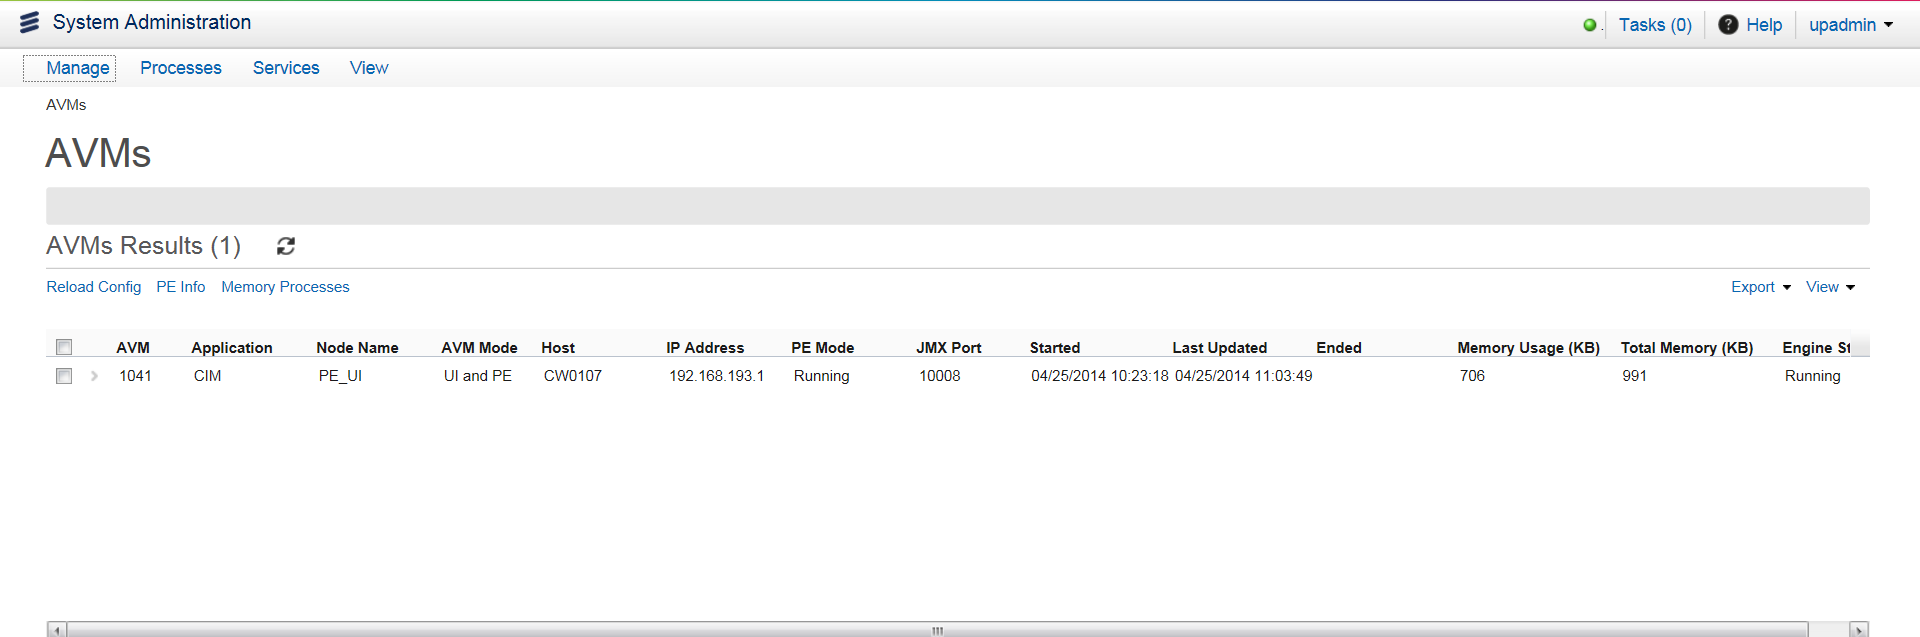 System Administration
Tasks (0) ? Help upadmin
Manage Processes Services View
AVMs
AVMs
AVMs Results (1)
Reload Config PE Info Memory Processes Export View
AVM Application Node Name AVM Mode Host IP Address PE Mode JMX Port Started Last Updated Ended Memory Usage (KB) Total Memory (KB) Engine St
1041 CIM PE_UI UI and PE CW0107 192.168.193.1 Running 10008 04/25/2014 10:23:18 04/25/2014 11:03:49 706 991 Running